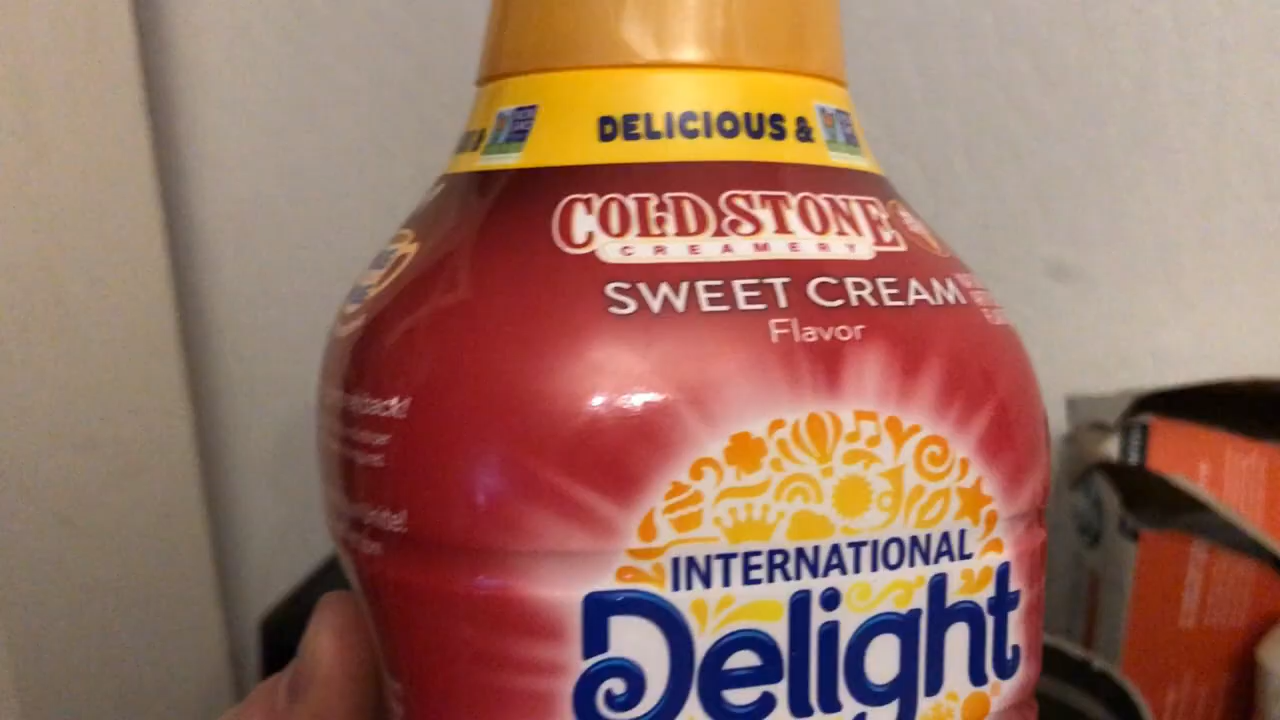 DELICIOUS &
COLD STONE
CREAMERY
SWEET CREAM
Flavor
INTERNATIONAL
Delight